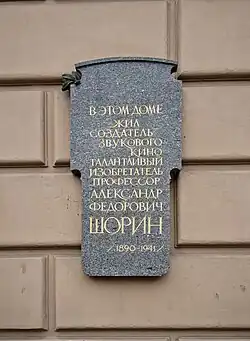 В ЭТОМ ДОМЕ
ЖИЛ
СОЗДАТЕЛЬ
ЗВУКОВОГО
КИНО
ТАЛАНТЛИВЫЙ
ИЗОБРЕТАТЕЛЬ
ПРОФЕССОР
АЛЕКСАНДР
ФЕДОРОВИЧ
ШОРИН
/1890-1941/